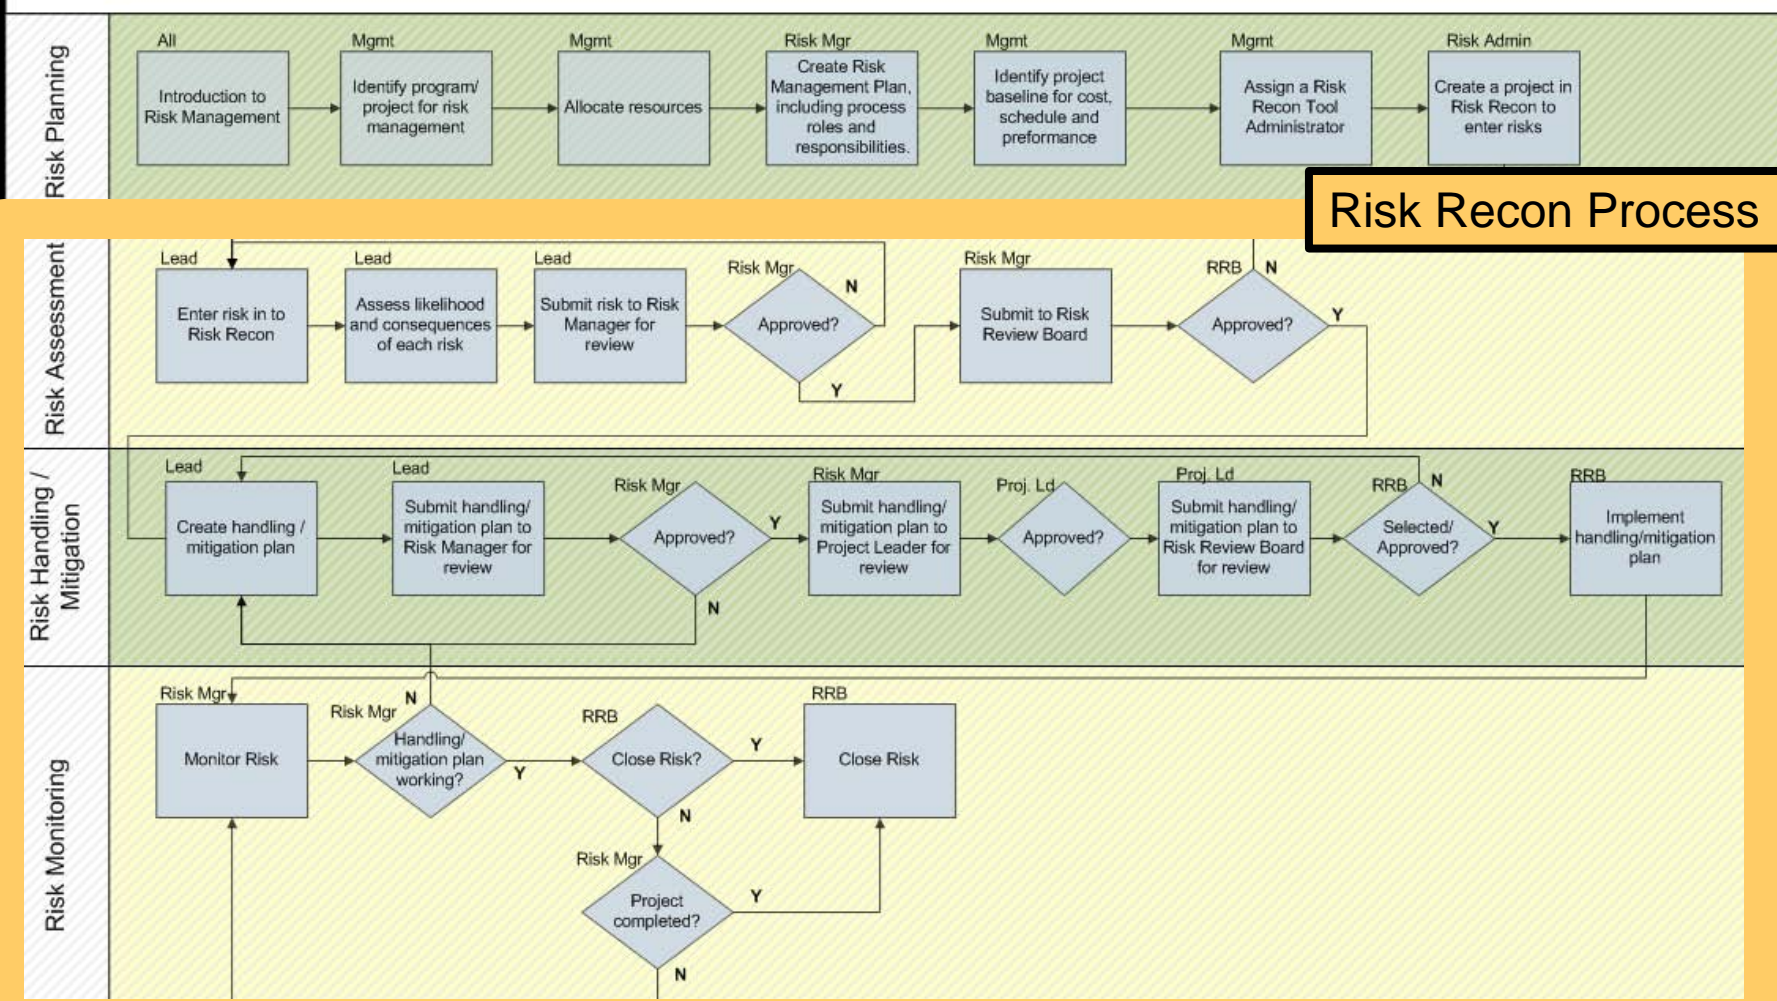 Risk Planning
All
Introduction to
Risk Management
Mgmt
Identify program/
project for risk
management
Mgmt
Allocate resources
Risk Mgr
Create Risk
Management Plan,
including process
roles and
responsibilities.
Mgmt
Identify project
baseline for cost,
schedule and
preformance
Mgmt
Assign a Risk
Recon Tool
Administrator
Risk Admin
Create a project in
Risk Recon to
enter risks
Risk Recon Process
Risk Assessment
Lead
Enter risk in to
Risk Recon
Lead
Assess likelihood
and consequences
of each risk
Lead
Submit risk to Risk
Manager for
review
Risk Mgr
Approved?
N
Y
Risk Mgr
Submit to Risk
Review Board
RRB
N
Approved?
Y
Risk Handling /
Mitigation
Lead
Create handling /
mitigation plan
Lead
Submit handling/
mitigation plan to
Risk Manager for
review
Risk Mgr
Approved?
Y
N
Risk Mgr
Submit handling/
mitigation plan to
Project Leader for
review
Proj. Ld
Approved?
Proj. Ld
Submit handling/
mitigation plan to
Risk Review Board
for review
RRB
N
Selected/
Approved?
Y
RRB
Implement
handling/mitigation
plan
Risk Monitoring
Risk Mgr
Monitor Risk
Risk Mgr
N
Handling/
mitigation plan
working?
Y
RRB
Close Risk?
Y
N
RRB
Close Risk
Risk Mgr
Project
completed?
Y
N